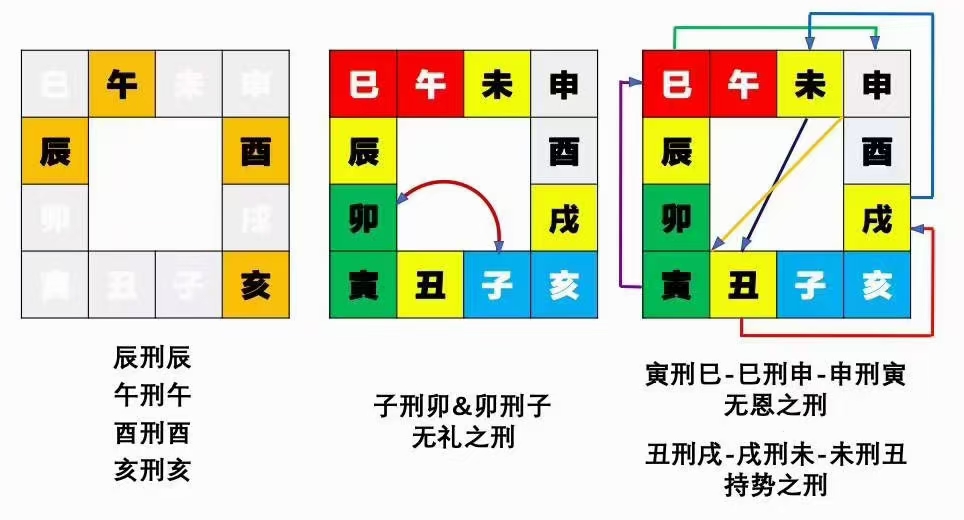 巳 午 未 申
辰 酉
卯 戌
寅 丑 子 亥
辰刑辰
午刑午
酉刑酉
亥刑亥
巳 午 未 申
辰 酉
卯 戌
寅 丑 子 亥
子刑卯&卯刑子
无礼之刑
巳 午 未 申
辰 酉
卯 戌
寅 丑 子 亥
寅刑巳-巳刑申-申刑寅
无恩之刑
丑刑戌-戌刑未-未刑丑
持势之刑